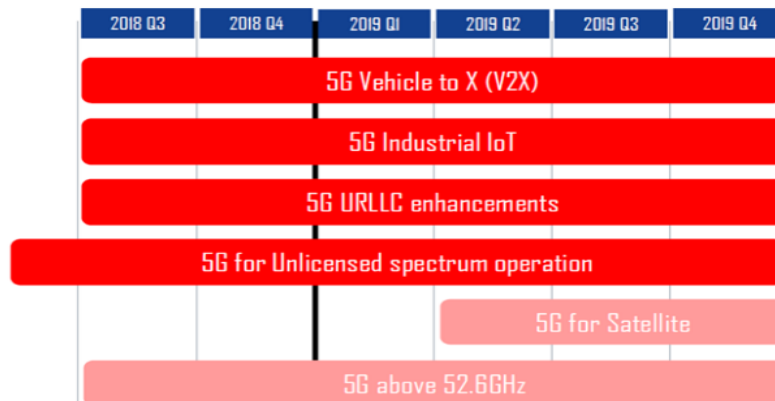 2018 Q3 2018 Q4 2019 Q1 2019 Q2 2019 Q3 2019 Q4
5G Vehicle to X (V2X)
5G Industrial IoT
5G URLLC enhancements
5G for Unlicensed spectrum operation
5G for Satellite
5G above 52.6GHz